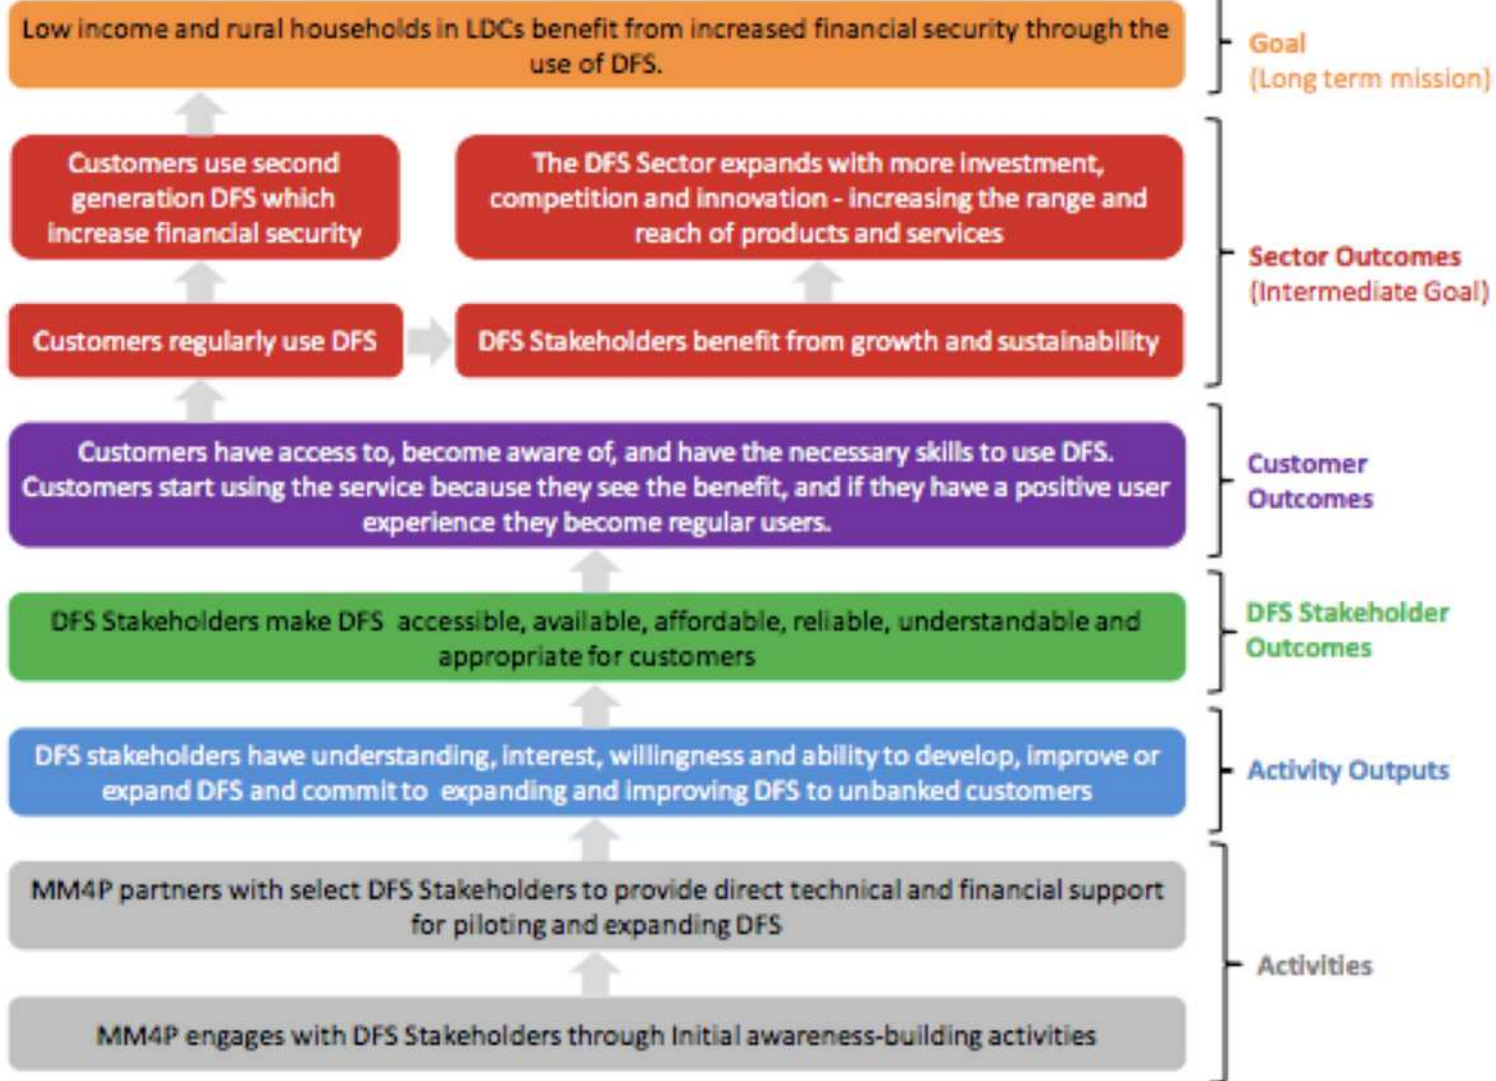 Low income and rural households in LDCs benefit from increased financial security through the
use of DFS.
Goal
(Long term mission)
Customers use second
generation DFS which
increase financial security
The DFS Sector expands with more investment,
competition and innovation - increasing the range and
reach of products and services
Sector Outcomes
(Intermediate Goal)
Customers regularly use DFS
DFS Stakeholders benefit from growth and sustainability
Customers have access to, become aware of, and have the necessary skills to use DFS.
Customers start using the service because they see the benefit, and if they have a positive user
experience they become regular users.
Customer
Outcomes
DFS Stakeholders make DFS accessible, available, affordable, reliable, understandable and
appropriate for customers
DFS Stakeholder
Outcomes
DFS stakeholders have understanding, interest, willingness and ability to develop, improve or
expand DFS and commit to expanding and improving DFS to unbanked customers
Activity Outputs
MM4P partners with select DFS Stakeholders to provide direct technical and financial support
for piloting and expanding DFS
MM4P engages with DFS Stakeholders through Initial awareness-building activities
Activities